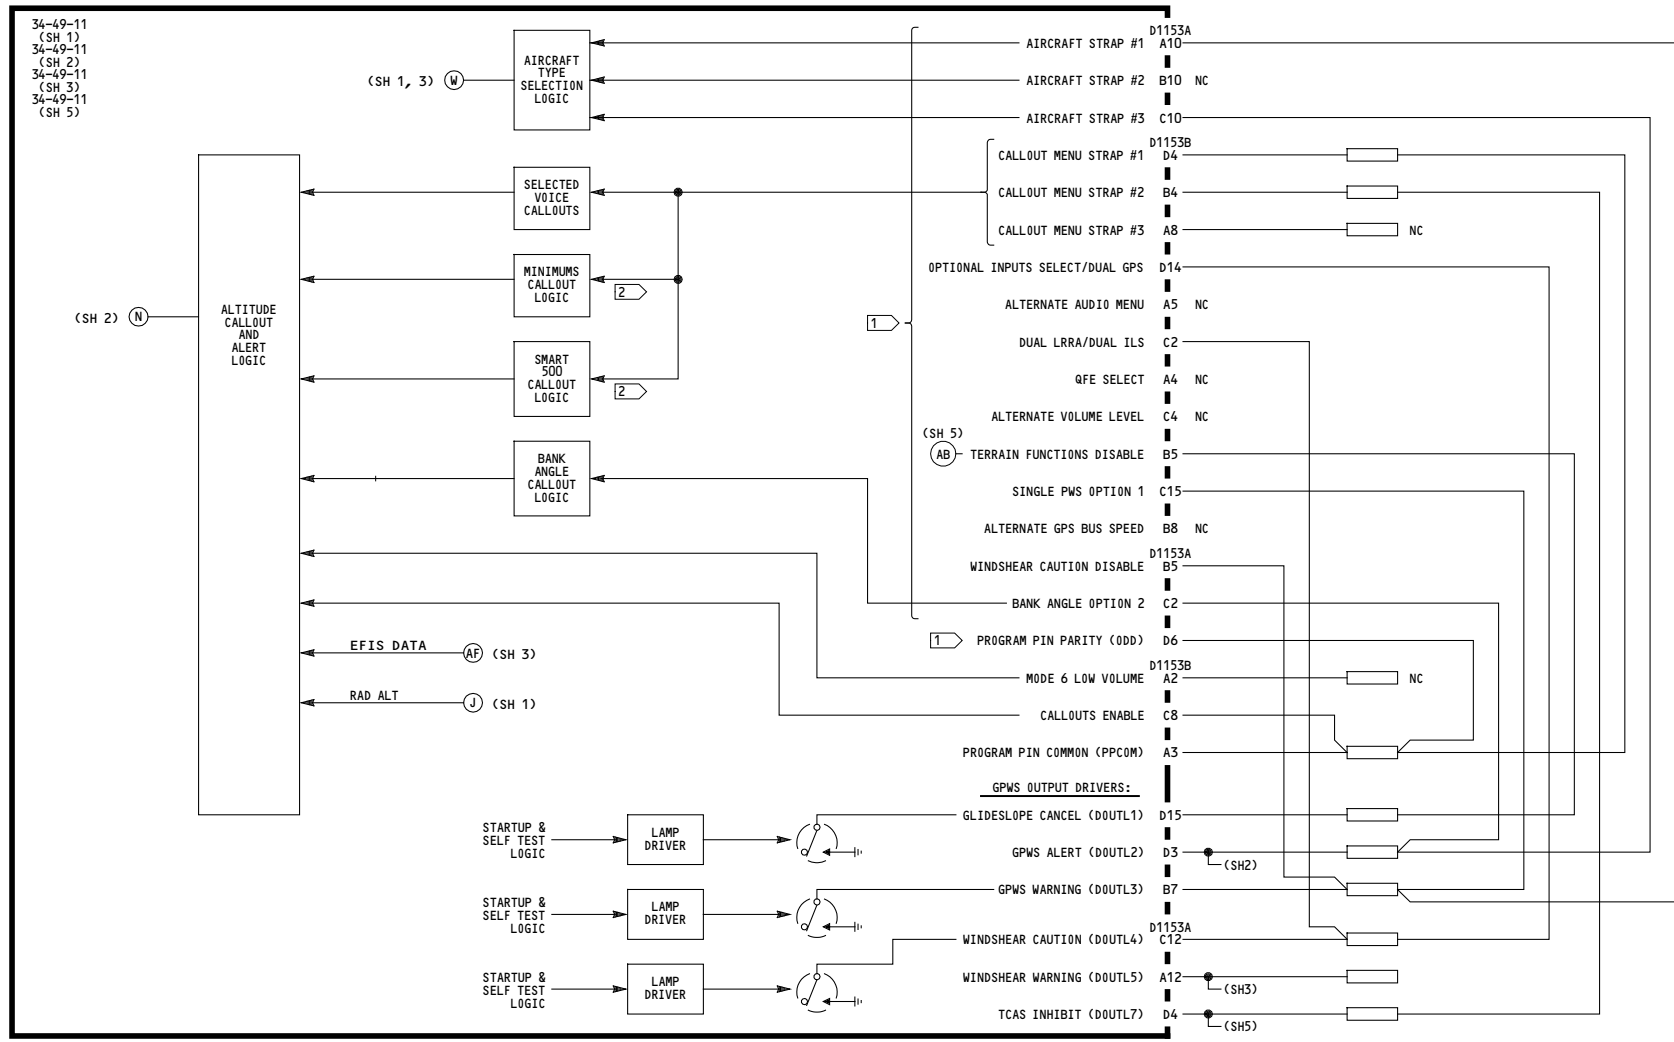 34-49-11
(SH 1)
34-49-11
(SH 2)
34-49-11
(SH 3)
34-49-11
(SH 5)
(SH 1, 3) W
AIRCRAFT
TYPE
SELECTION
LOGIC
D1153A
AIRCRAFT STRAP #1 A10
AIRCRAFT STRAP #2 B10 NC
AIRCRAFT STRAP #3 C10
D1153B
CALLOUT MENU STRAP #1 D4
CALLOUT MENU STRAP #2 B4
CALLOUT MENU STRAP #3 A8 NC
OPTIONAL INPUTS SELECT/DUAL GPS D14
ALTERNATE AUDIO MENU A5 NC
1
DUAL LRRA/DUAL ILS C2
QFE SELECT A4 NC
ALTERNATE VOLUME LEVEL C4 NC
(SH 5)
AB TERRAIN FUNCTIONS DISABLE B5
SINGLE PWS OPTION 1 C15
ALTERNATE GPS BUS SPEED B8 NC
D1153A
WINDSHEAR CAUTION DISABLE B5
BANK ANGLE OPTION 2 C2
1 PROGRAM PIN PARITY (ODD) D6
D1153B
MODE 6 LOW VOLUME A2 NC
CALLOUTS ENABLE C8
PROGRAM PIN COMMON (PPCOM) A3
SELECTED
VOICE
CALLOUTS
MINIMUMS
CALLOUT
LOGIC
2
SMART
500
CALLOUT
LOGIC
2
BANK
ANGLE
CALLOUT
LOGIC
(SH 2) N
ALTITUDE
CALLOUT
AND
ALERT
LOGIC
EFIS DATA AF (SH 3)
RAD ALT J (SH 1)
GPWS OUTPUT DRIVERS:
GLIDESLOPE CANCEL (DOUTL1) D15
GPWS ALERT (DOUTL2) D3
(SH2)
GPWS WARNING (DOUTL3) B7
D1153A
WINDSHEAR CAUTION (DOUTL4) C12
WINDSHEAR WARNING (DOUTL5) A12
(SH3)
TCAS INHIBIT (DOUTL7) D4
(SH5)
STARTUP &
SELF TEST
LOGIC
LAMP
DRIVER
STARTUP &
SELF TEST
LOGIC
LAMP
DRIVER
STARTUP &
SELF TEST
LOGIC
LAMP
DRIVER